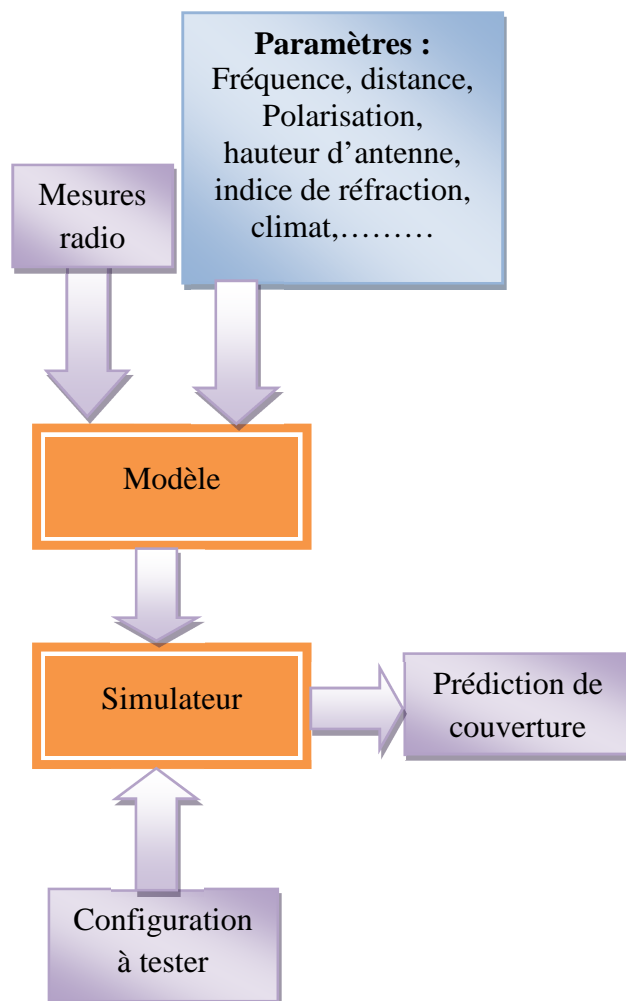 Paramètres :
Fréquence, distance,
Polarisation,
hauteur d’antenne,
indice de réfraction,
climat,………
Mesures
radio
Modèle
Simulateur
Prédiction de
couverture
Configuration
à tester